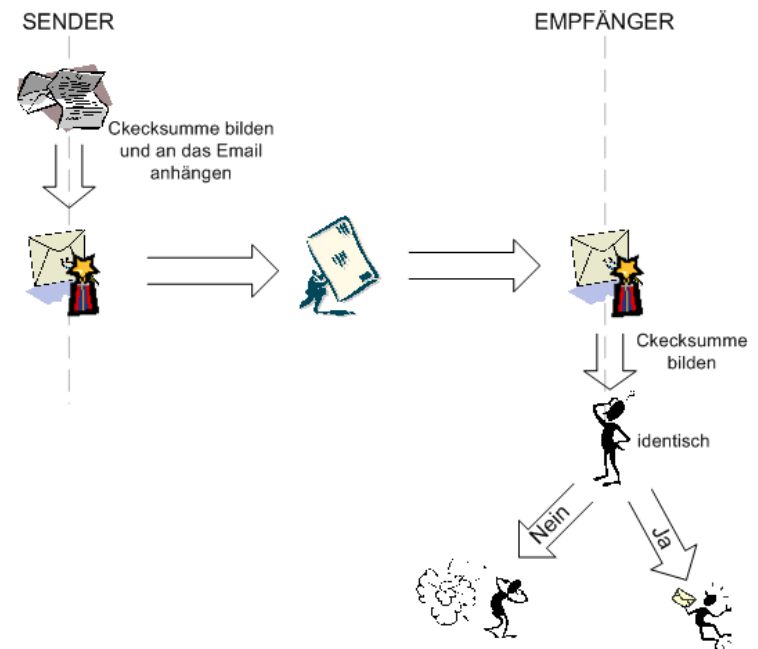 SENDER
EMPFÄNGER
Ckecksumme bilden
und an das Email
anhängen
Ckecksumme
bilden
identisch
Nein
Ja